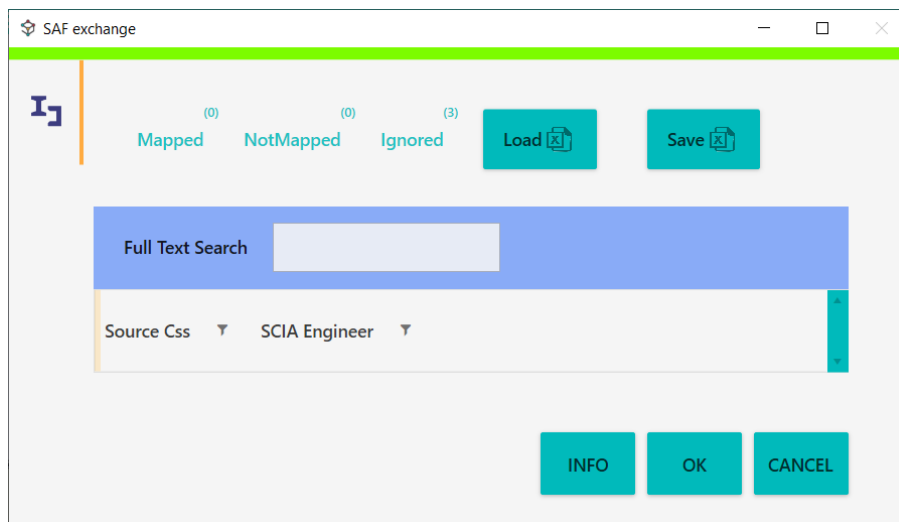 SAF exchange
(0) (0) (3)
Mapped NotMapped Ignored Load Save
Full Text Search
Source Css SCIA Engineer
INFO OK CANCEL